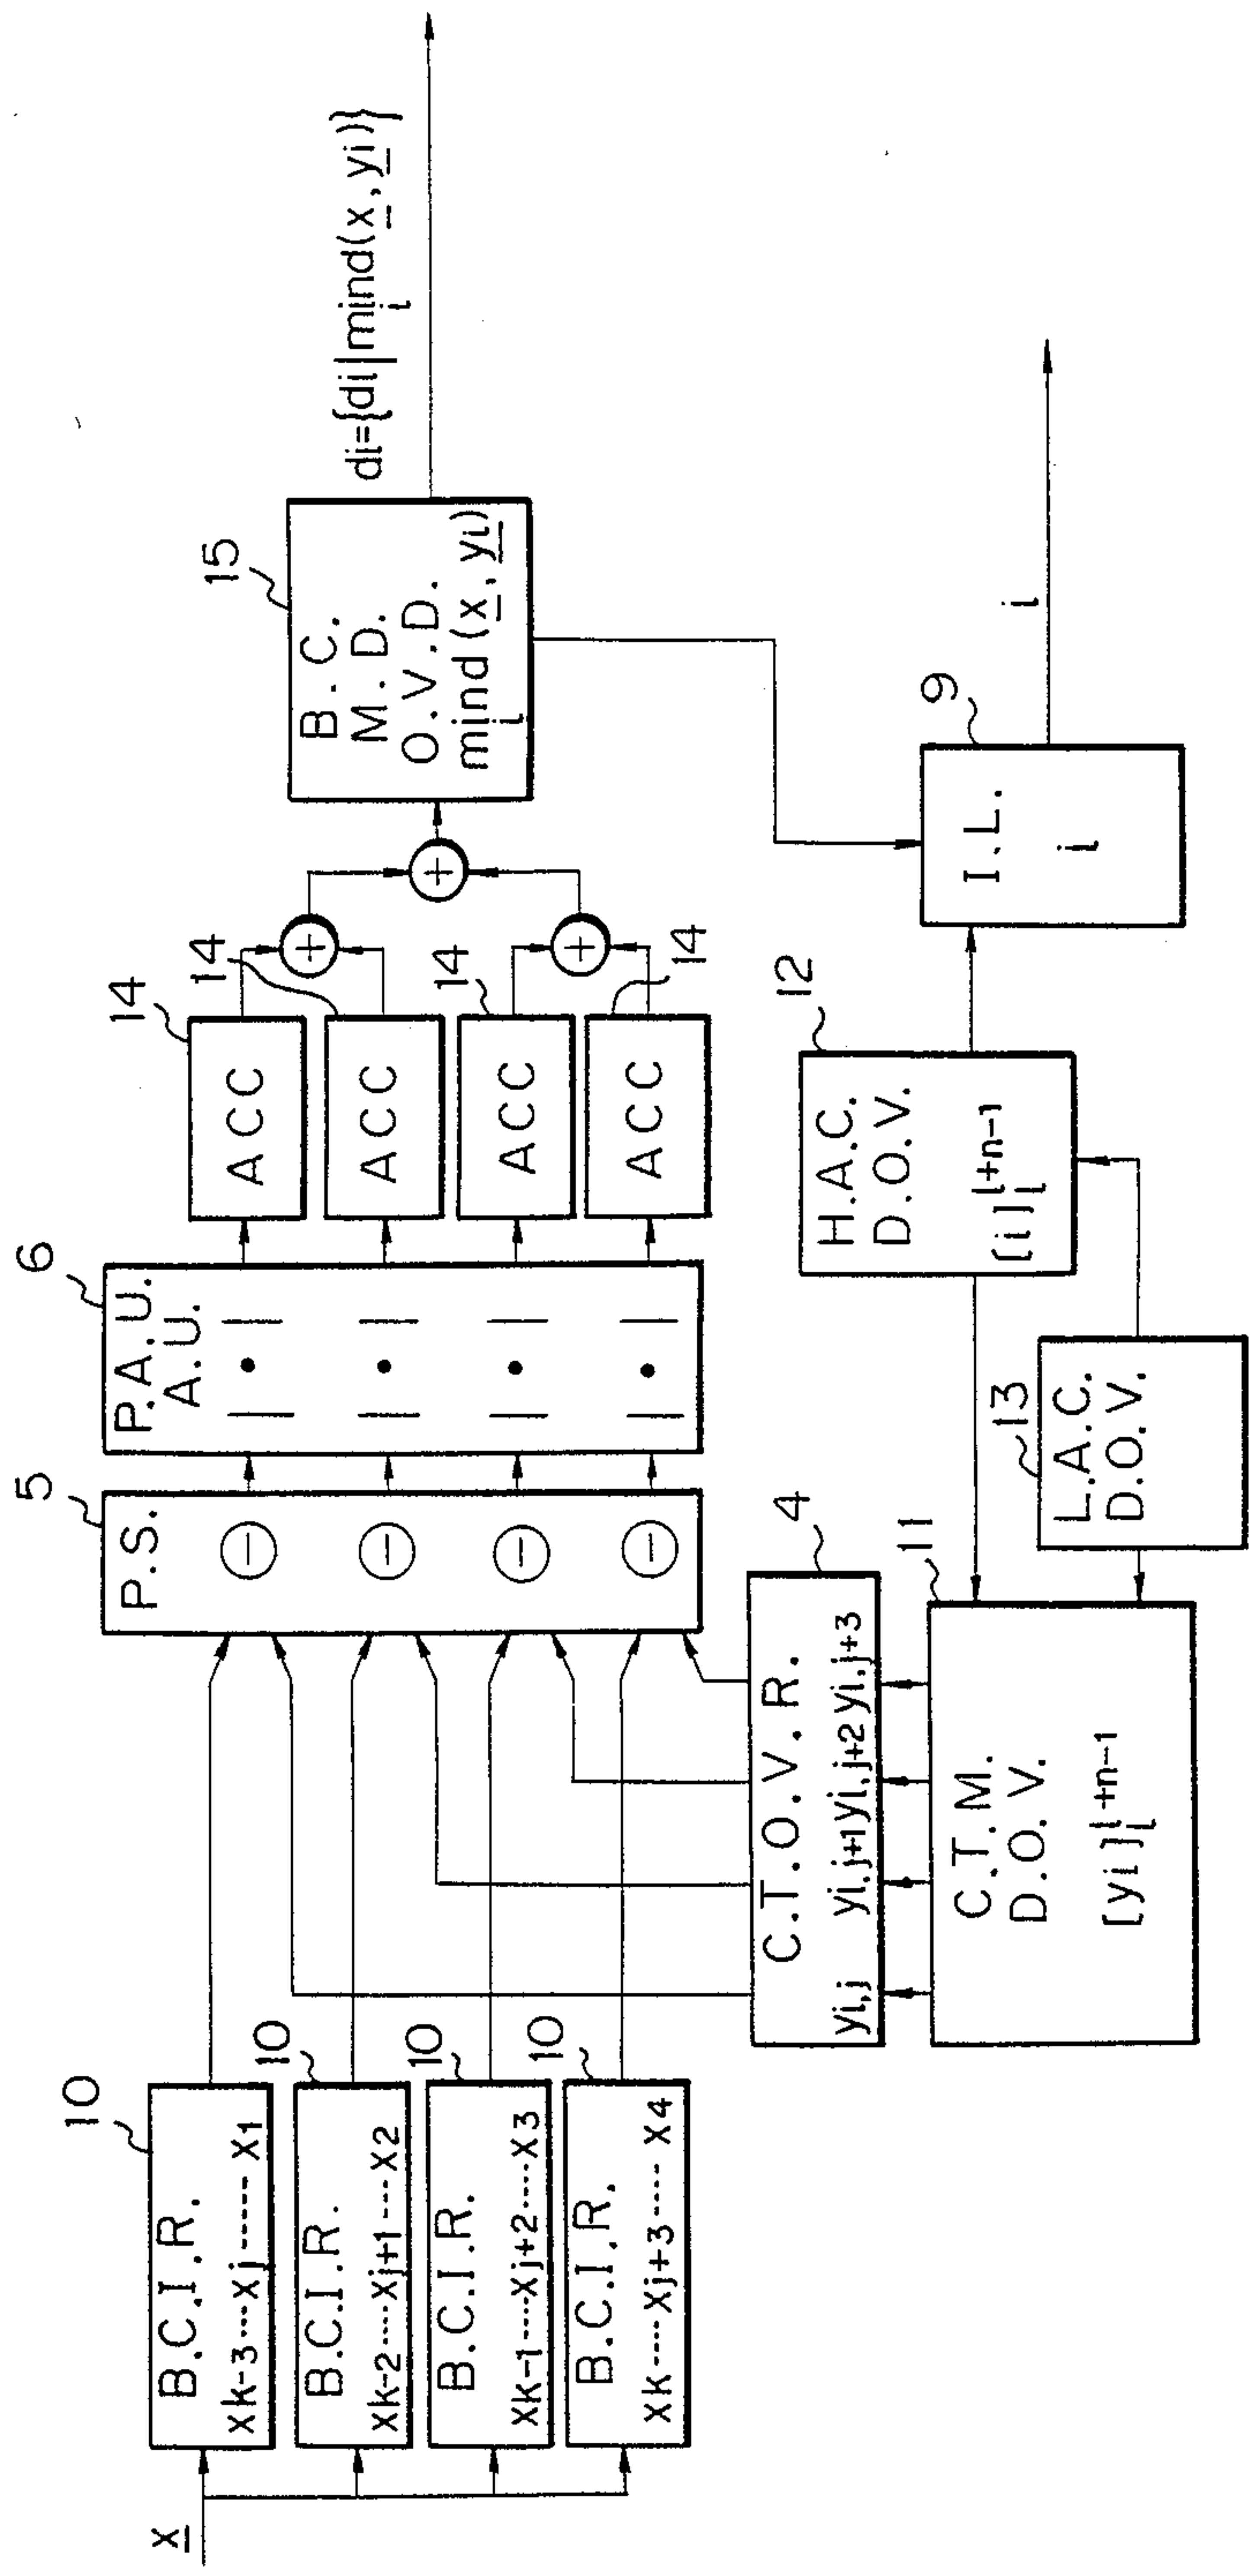 x
10
B.C.I.R.
xk-3---xj-----x1
10
B.C.I.R.
xk-2----xj+1---x2
10
B.C.I.R.
xk-1----xj+2----x3
10
B.C.I.R.
xk----xj+3---- x4
5
P.S.
6
P.A.U.
A.U.
14
ACC
14
ACC
14
ACC
14
ACC
15
B.C.
M.D.
O.V.D.
mind (x, yi)
i
di={di|mind(x, yi)}
i
4
C.T.O.V.R.
yi,j yi,j+1 yi,j+2 yi,j+3
11
C.T.M.
D.O.V.
[yi]l l+n-1
13
L.A.C.
D.O.V.
12
H.A.C.
D.O.V.
[i]l l+n-1
9
I.L.
i
i